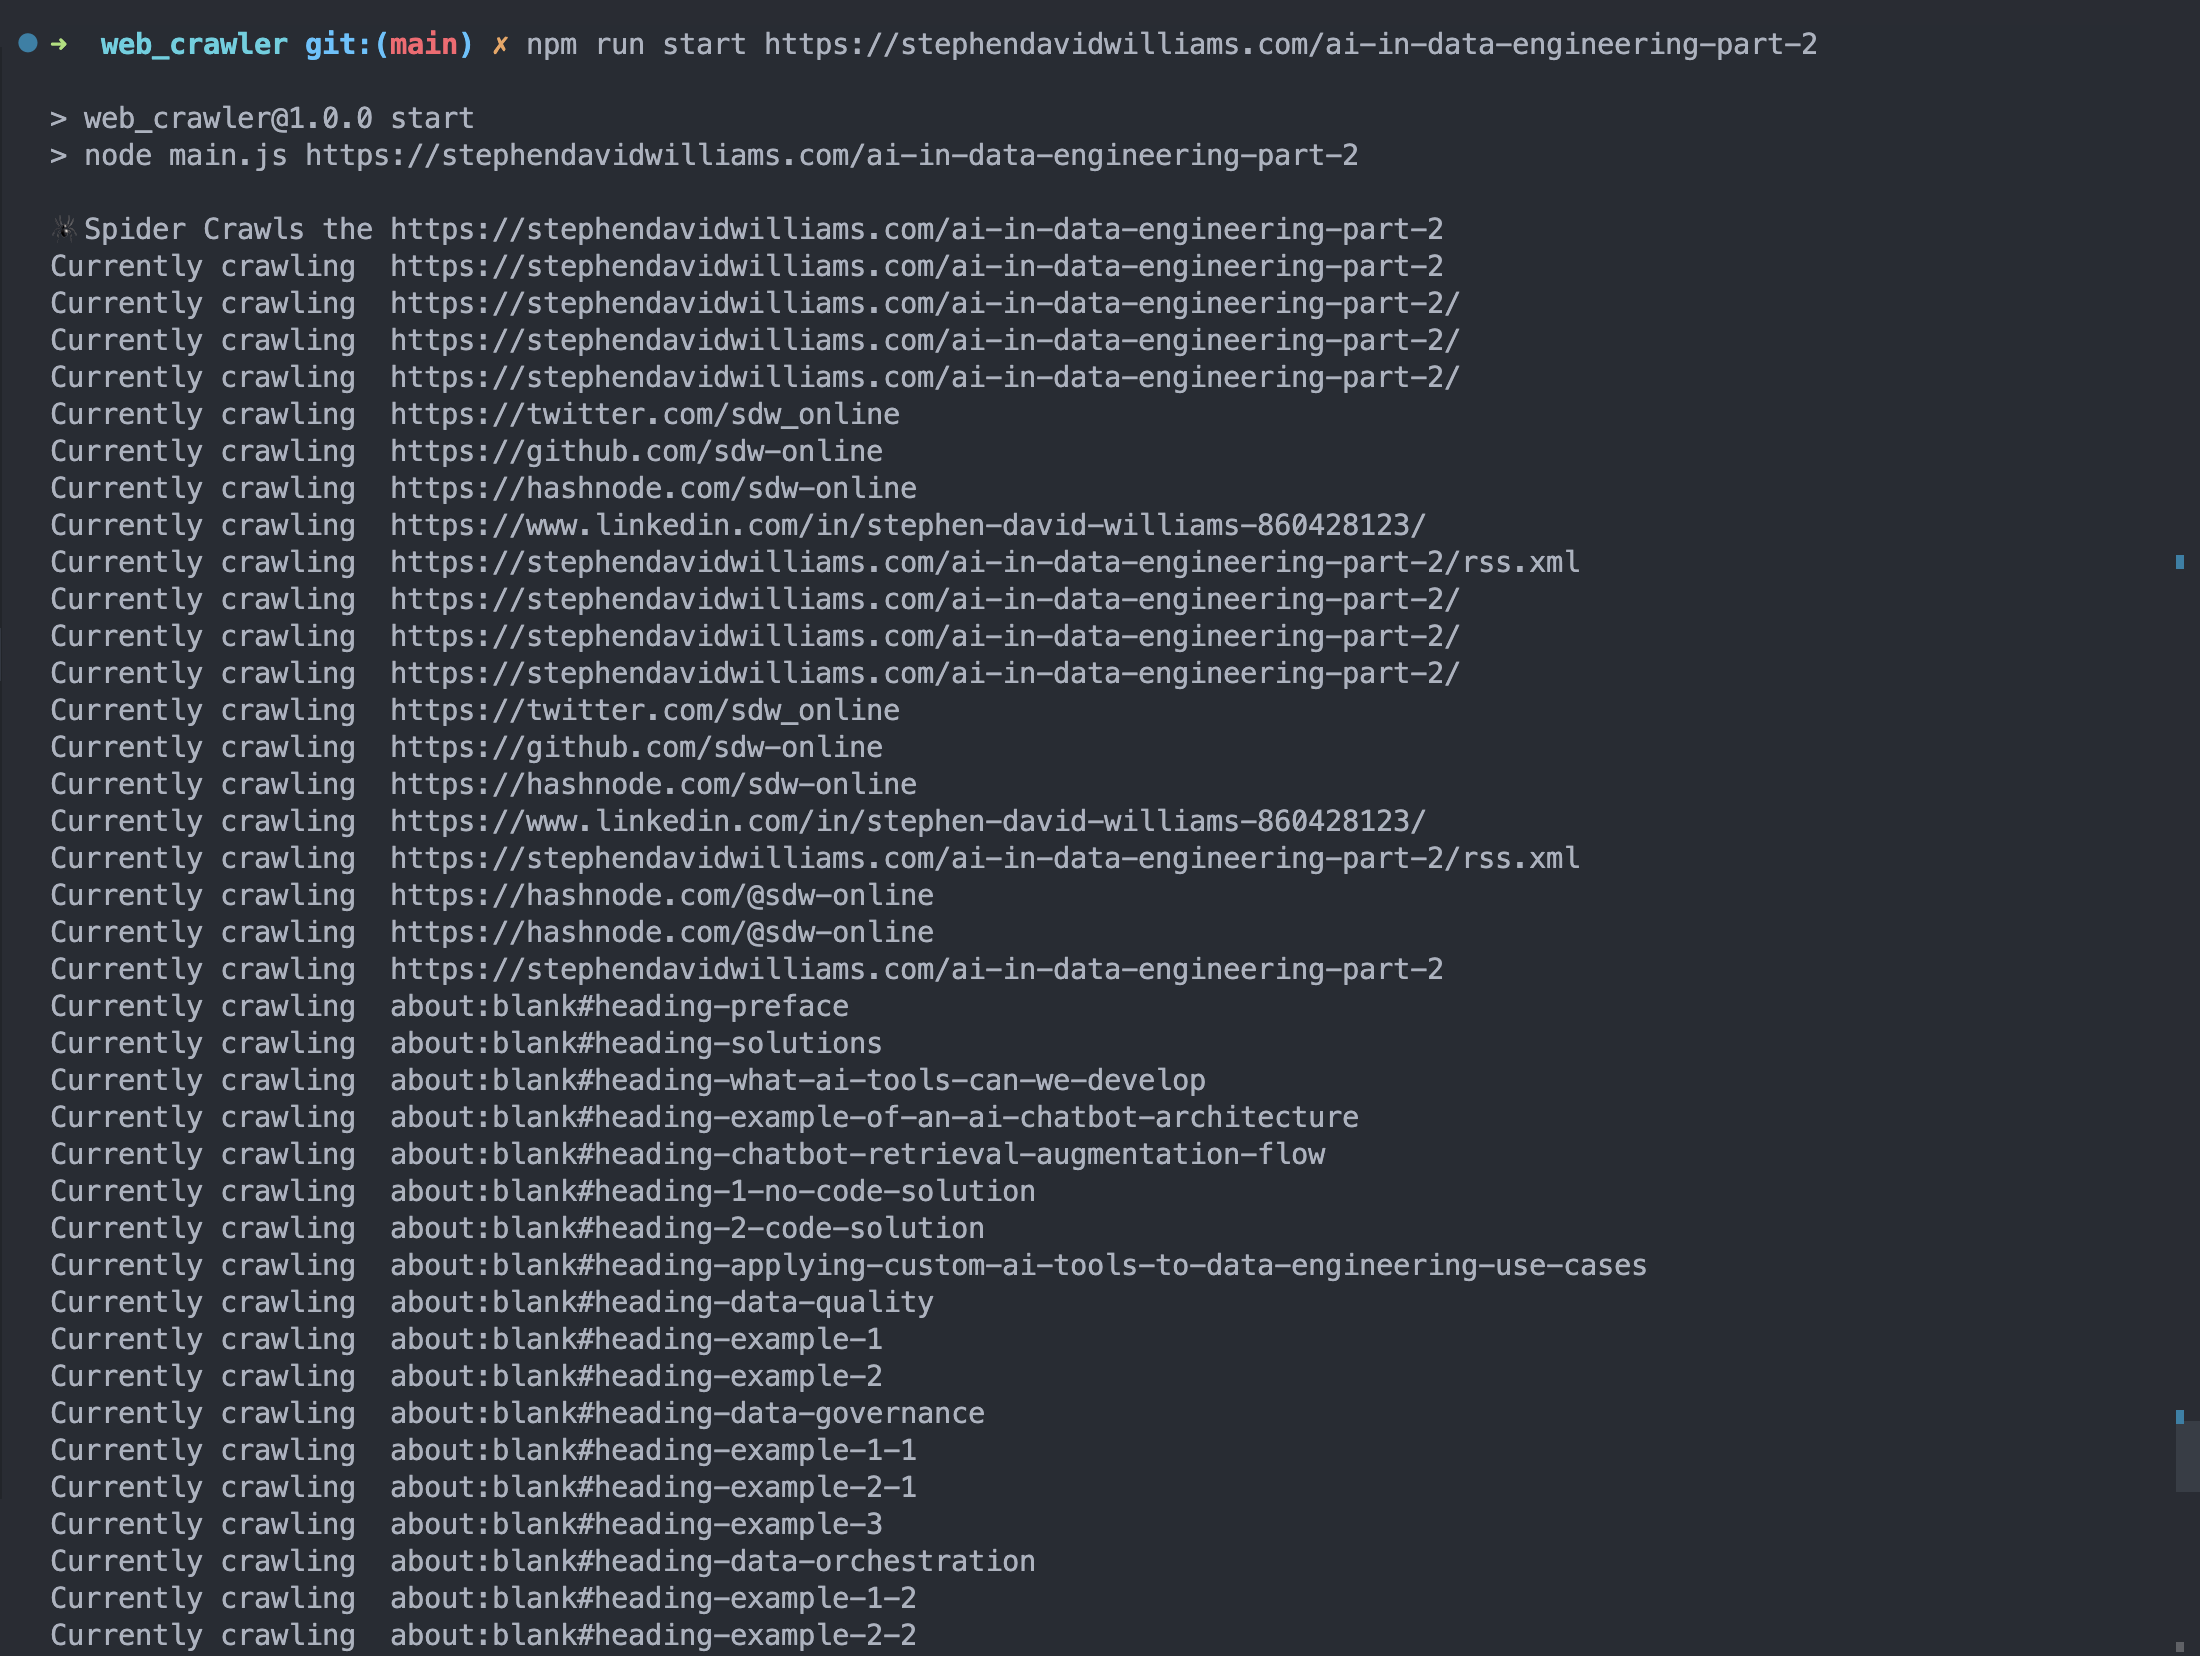 ➜  web_crawler git:(main) ✗ npm run start https://stephendavidwilliams.com/ai-in-data-engineering-part-2
> web_crawler@1.0.0 start
> node main.js https://stephendavidwilliams.com/ai-in-data-engineering-part-2
🕷️Spider Crawls the https://stephendavidwilliams.com/ai-in-data-engineering-part-2
Currently crawling  https://stephendavidwilliams.com/ai-in-data-engineering-part-2
Currently crawling  https://stephendavidwilliams.com/ai-in-data-engineering-part-2/
Currently crawling  https://stephendavidwilliams.com/ai-in-data-engineering-part-2/
Currently crawling  https://stephendavidwilliams.com/ai-in-data-engineering-part-2/
Currently crawling  https://twitter.com/sdw_online
Currently crawling  https://github.com/sdw-online
Currently crawling  https://hashnode.com/sdw-online
Currently crawling  https://www.linkedin.com/in/stephen-david-williams-860428123/
Currently crawling  https://stephendavidwilliams.com/ai-in-data-engineering-part-2/rss.xml
Currently crawling  https://stephendavidwilliams.com/ai-in-data-engineering-part-2/
Currently crawling  https://stephendavidwilliams.com/ai-in-data-engineering-part-2/
Currently crawling  https://stephendavidwilliams.com/ai-in-data-engineering-part-2/
Currently crawling  https://twitter.com/sdw_online
Currently crawling  https://github.com/sdw-online
Currently crawling  https://hashnode.com/sdw-online
Currently crawling  https://www.linkedin.com/in/stephen-david-williams-860428123/
Currently crawling  https://stephendavidwilliams.com/ai-in-data-engineering-part-2/rss.xml
Currently crawling  https://hashnode.com/@sdw-online
Currently crawling  https://hashnode.com/@sdw-online
Currently crawling  https://stephendavidwilliams.com/ai-in-data-engineering-part-2
Currently crawling  about:blank#heading-preface
Currently crawling  about:blank#heading-solutions
Currently crawling  about:blank#heading-what-ai-tools-can-we-develop
Currently crawling  about:blank#heading-example-of-an-ai-chatbot-architecture
Currently crawling  about:blank#heading-chatbot-retrieval-augmentation-flow
Currently crawling  about:blank#heading-1-no-code-solution
Currently crawling  about:blank#heading-2-code-solution
Currently crawling  about:blank#heading-applying-custom-ai-tools-to-data-engineering-use-cases
Currently crawling  about:blank#heading-data-quality
Currently crawling  about:blank#heading-example-1
Currently crawling  about:blank#heading-example-2
Currently crawling  about:blank#heading-data-governance
Currently crawling  about:blank#heading-example-1-1
Currently crawling  about:blank#heading-example-2-1
Currently crawling  about:blank#heading-example-3
Currently crawling  about:blank#heading-data-orchestration
Currently crawling  about:blank#heading-example-1-2
Currently crawling  about:blank#heading-example-2-2